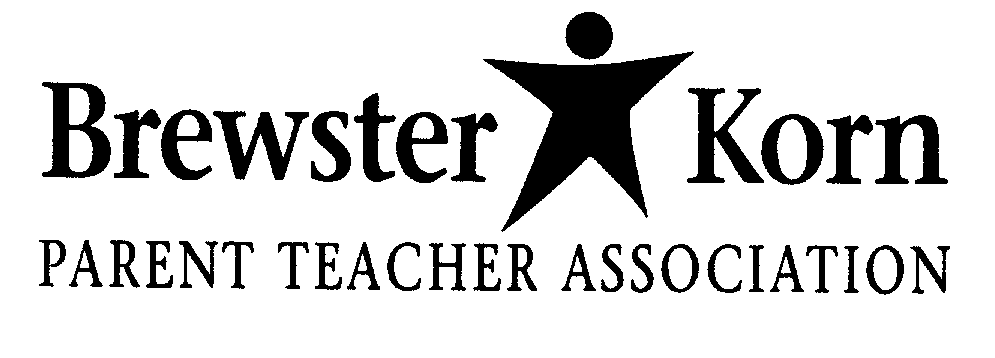 Brewster Korn
PARENT TEACHER ASSOCIATION